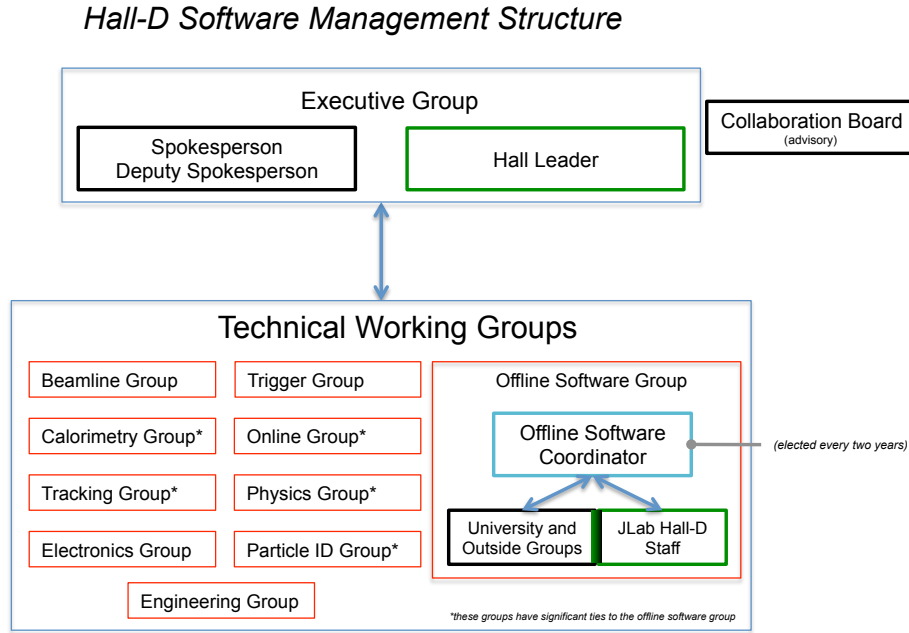 Hall-D Software Management Structure
Executive Group
Spokesperson
Deputy Spokesperson
Hall Leader
Collaboration Board
(advisory)
Technical Working Groups
Beamline Group
Trigger Group
Calorimetry Group*
Online Group*
Tracking Group*
Physics Group*
Electronics Group
Particle ID Group*
Engineering Group
Offline Software Group
Offline Software
Coordinator
(elected every two years)
University and
Outside Groups
JLab Hall-D
Staff
*these groups have significant ties to the offline software group